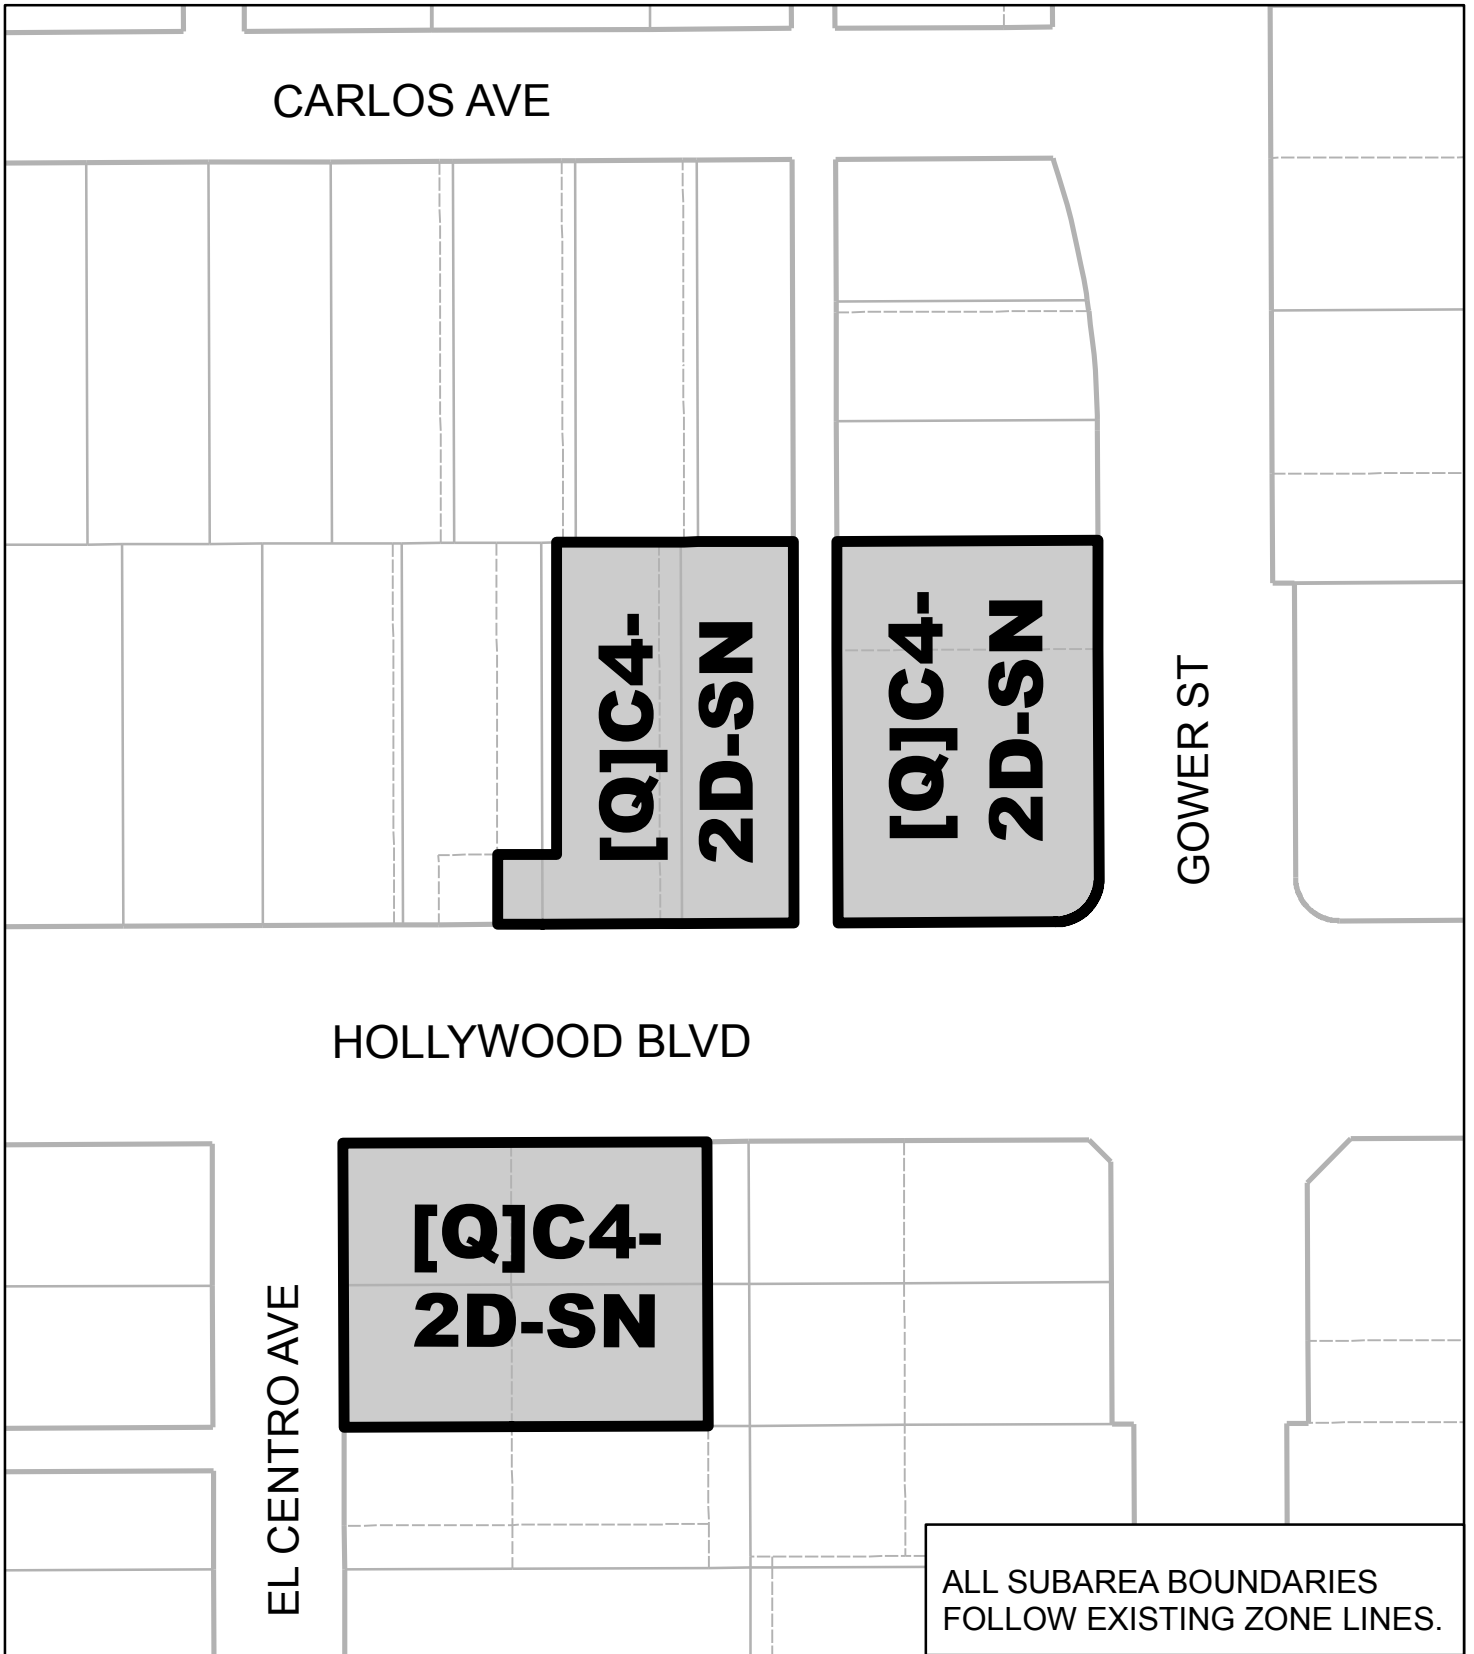 CARLOS AVE
[Q]C4-
2D-SN
[Q]C4-
2D-SN
GOWER ST
HOLLYWOOD BLVD
[Q]C4-
2D-SN
EL CENTRO AVE
ALL SUBAREA BOUNDARIES
FOLLOW EXISTING ZONE LINES.